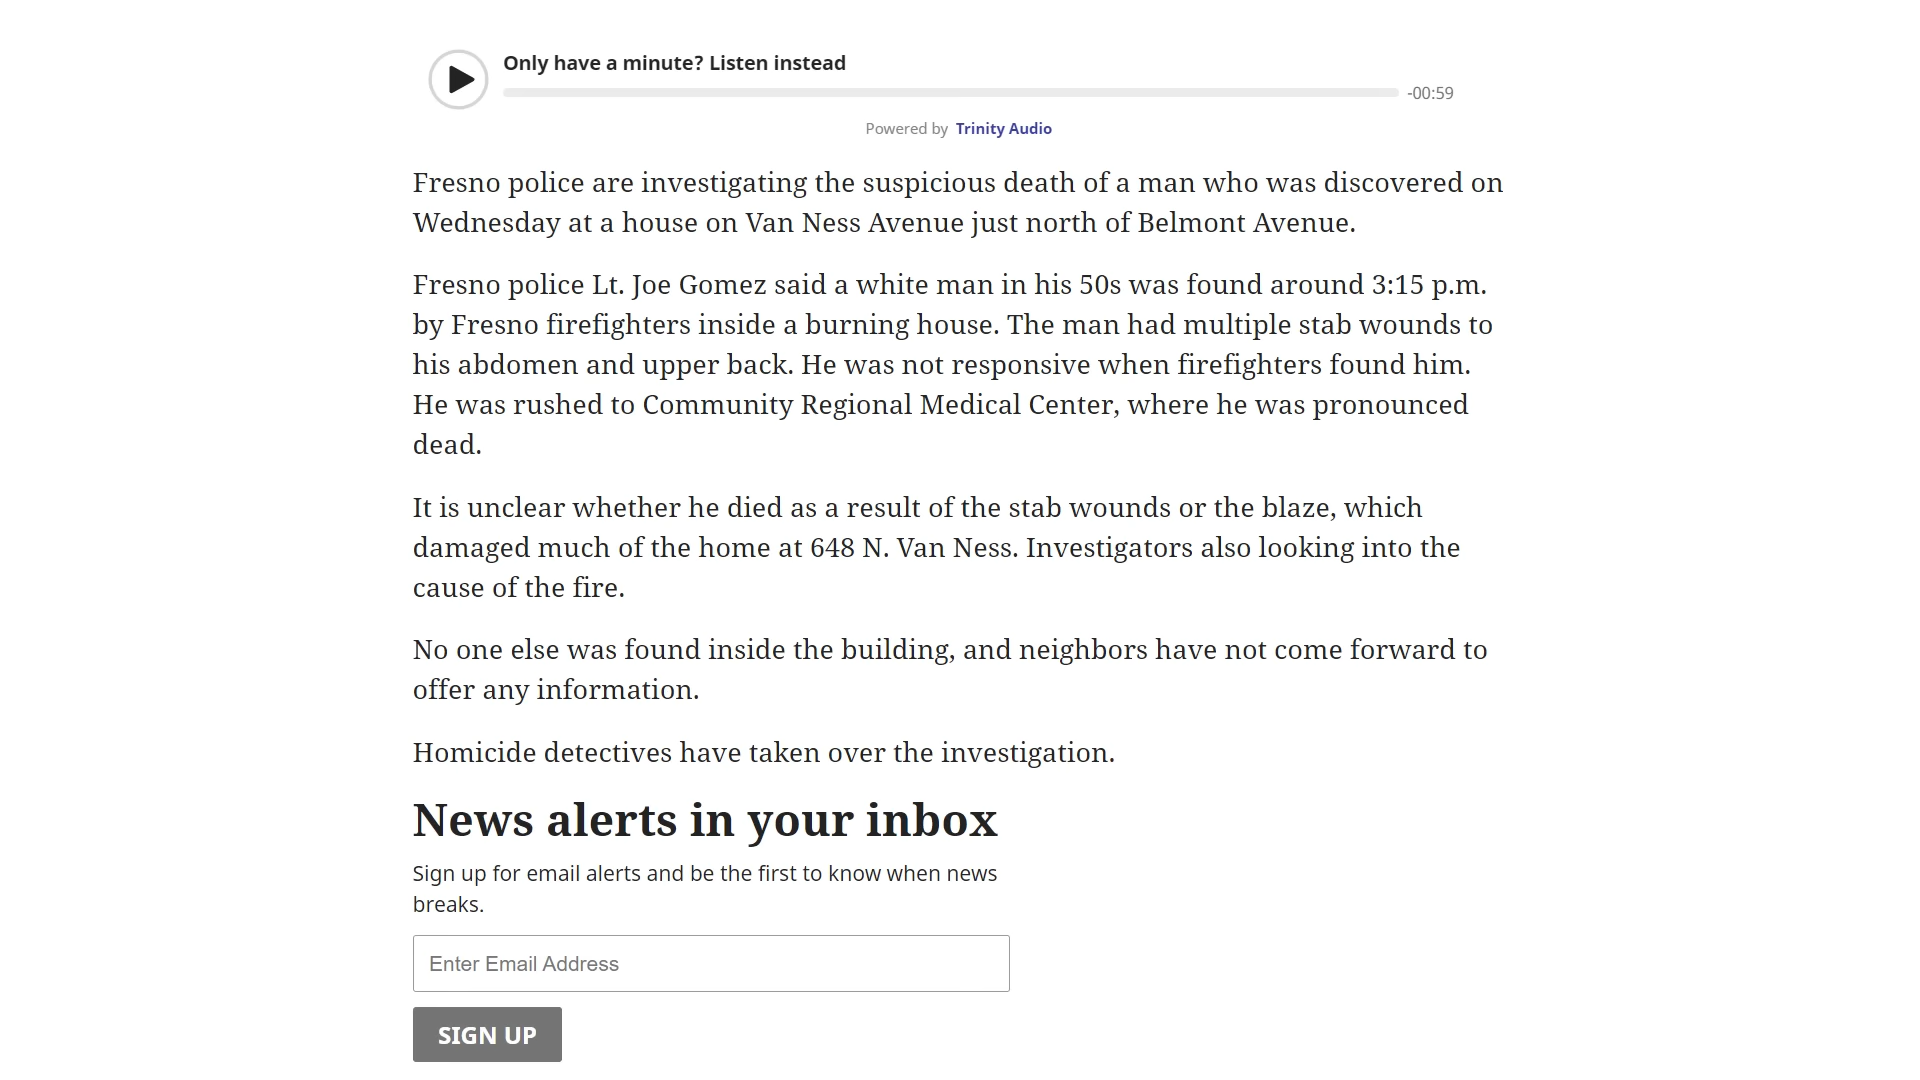 Only have a minute? Listen instead
-00:59
Powered by Trinity Audio
Fresno police are investigating the suspicious death of a man who was discovered on
Wednesday at a house on Van Ness Avenue just north of Belmont Avenue.
Fresno police Lt. Joe Gomez said a white man in his 50s was found around 3:15 p.m.
by Fresno firefighters inside a burning house. The man had multiple stab wounds to
his abdomen and upper back. He was not responsive when firefighters found him.
He was rushed to Community Regional Medical Center, where he was pronounced
dead.
It is unclear whether he died as a result of the stab wounds or the blaze, which
damaged much of the home at 648 N. Van Ness. Investigators also looking into the
cause of the fire.
No one else was found inside the building, and neighbors have not come forward to
offer any information.
Homicide detectives have taken over the investigation.
News alerts in your inbox
Sign up for email alerts and be the first to know when news
breaks.
Enter Email Address
SIGN UP